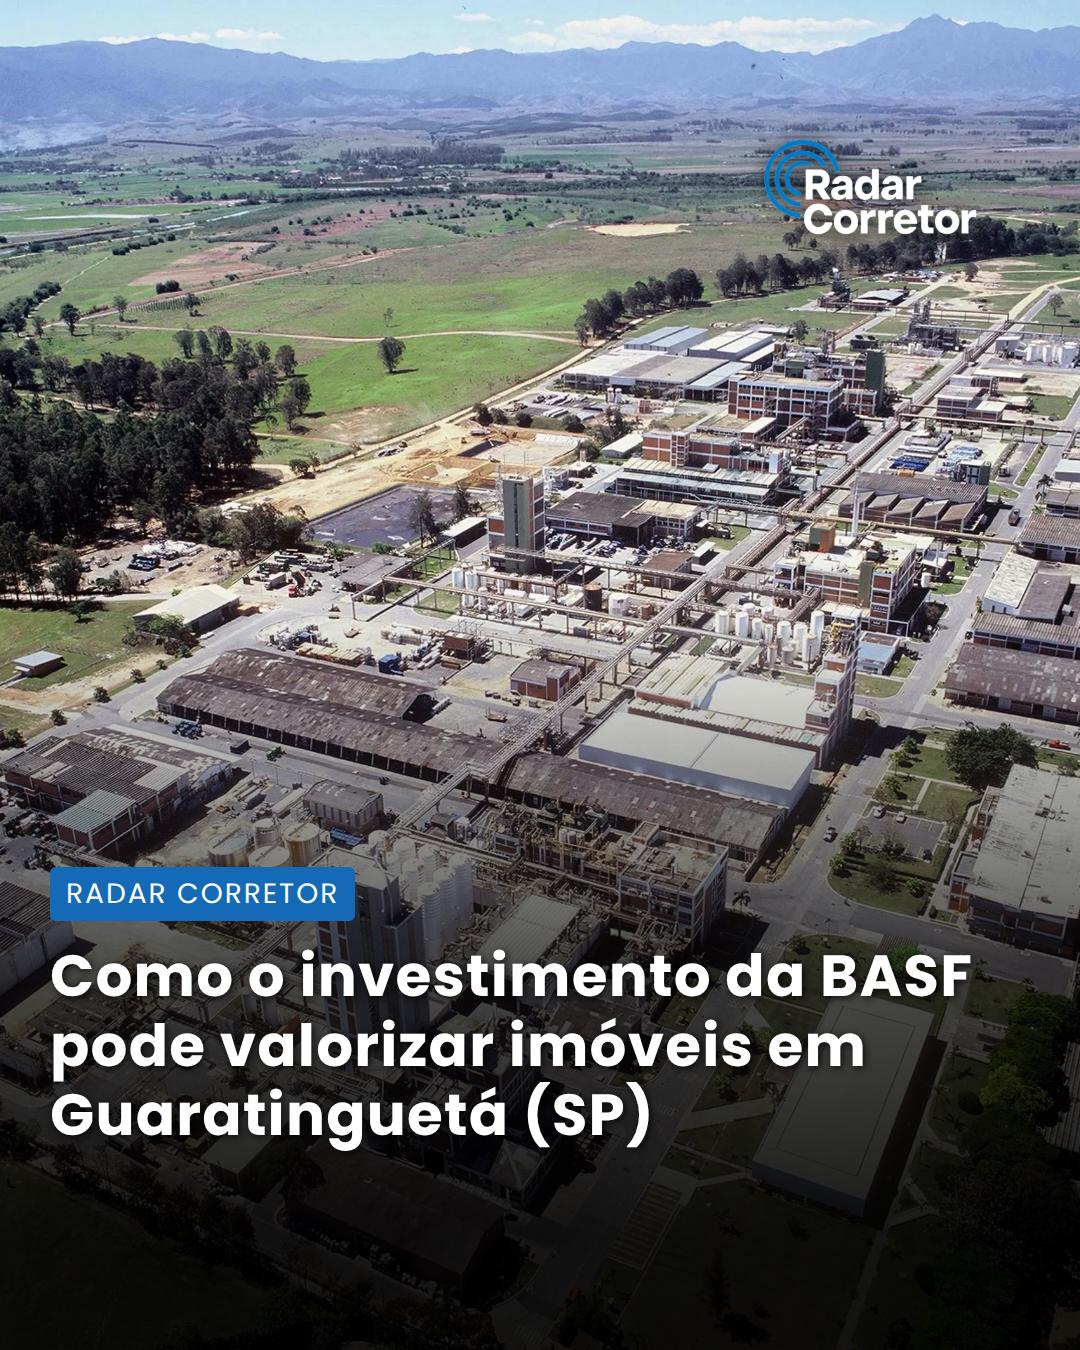 Radar
Corretor
RADAR CORRETOR
Como o investimento da BASF
pode valorizar imóveis em
Guaratinguetá (SP)